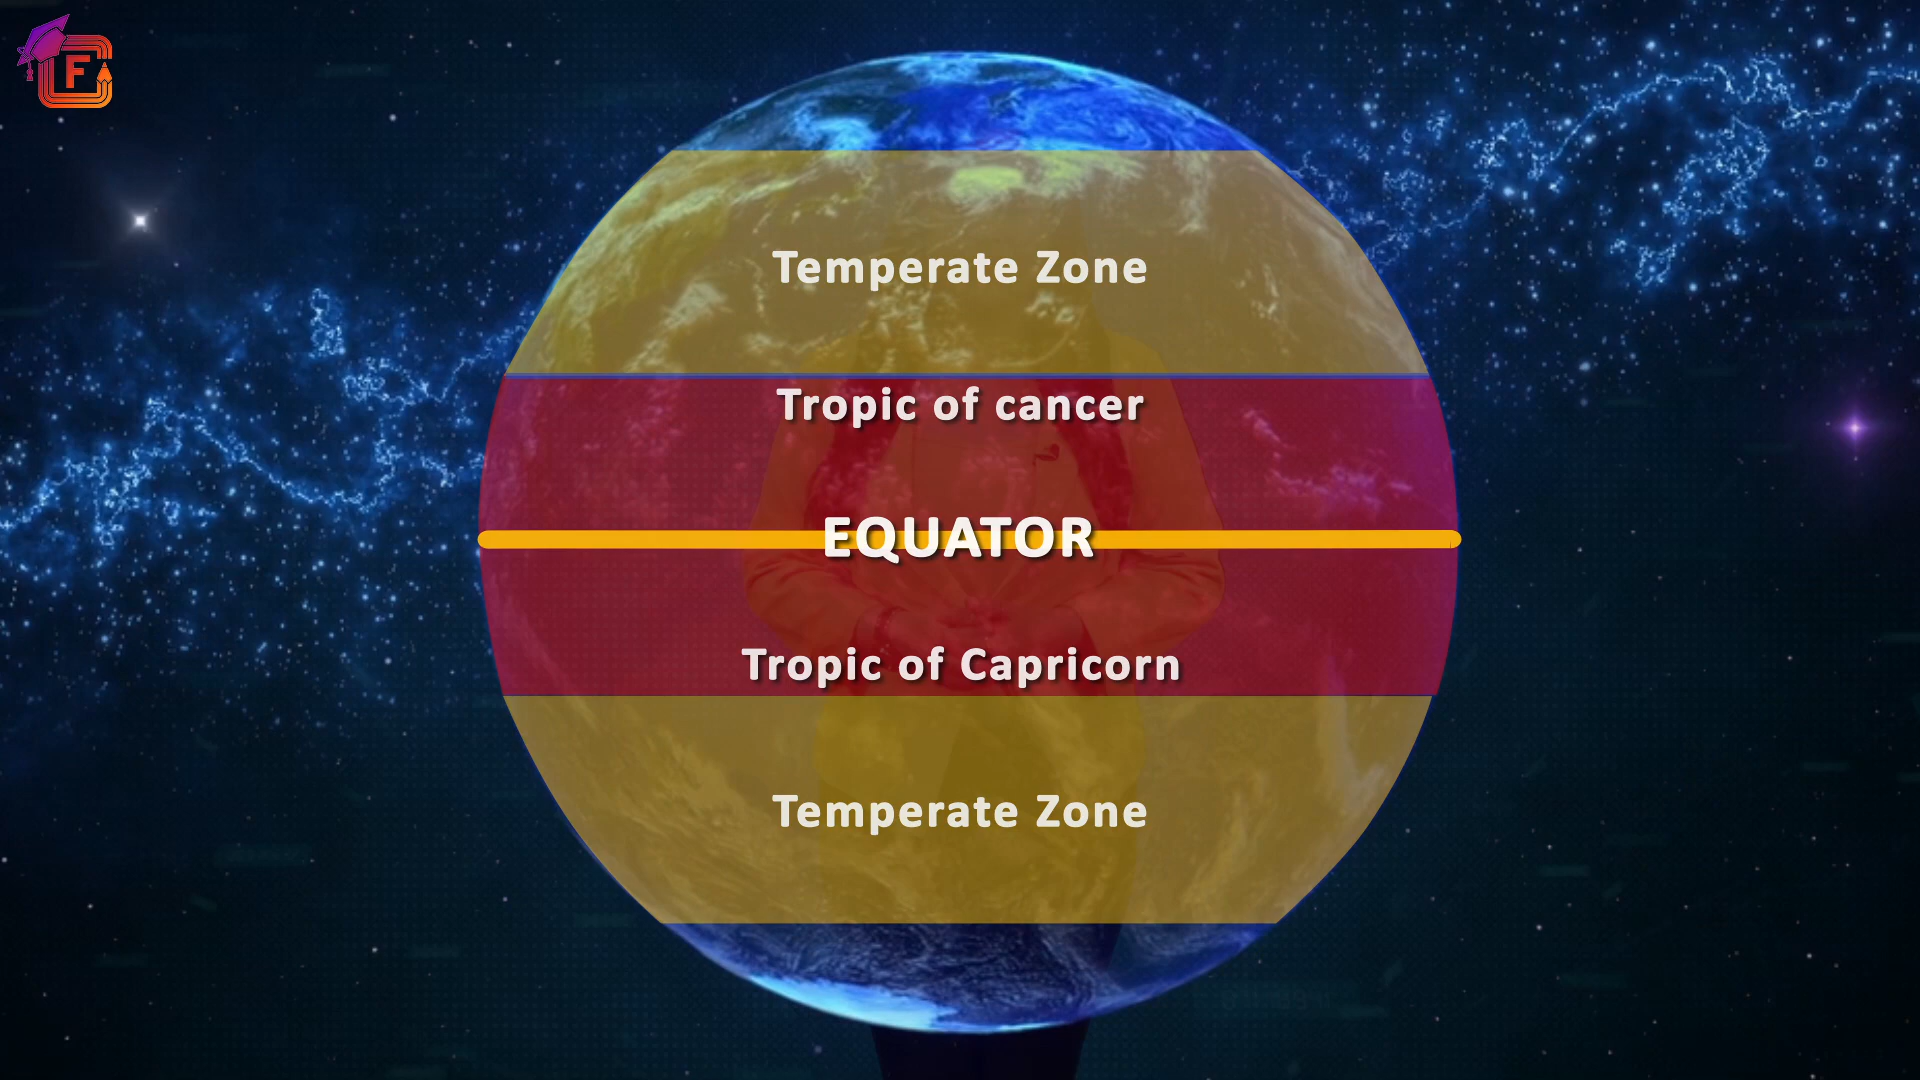 F
Temperate Zone
Tropic of cancer
EQUATOR
Tropic of Capricorn
Temperate Zone